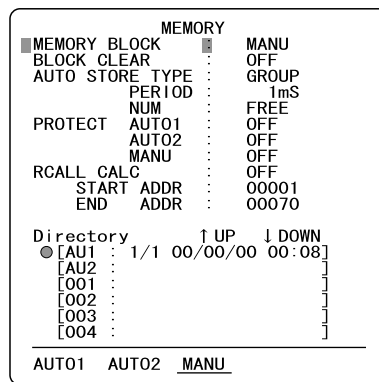 MEMORY
MEMORY BLOCK : MANU
BLOCK CLEAR : OFF
AUTO STORE TYPE : GROUP
PERIOD : 1mS
NUM : FREE
PROTECT AUTO1 : OFF
AUTO2 : OFF
MANU : OFF
RCALL CALC : OFF
START ADDR : 00001
END ADDR : 00070
Directory ↑UP ↓DOWN
[AU1 : 1/1 00/00/00 00:08]
[AU2 : ]
[001 : ]
[002 : ]
[003 : ]
[004 : ]
AUTO1 AUTO2 MANU